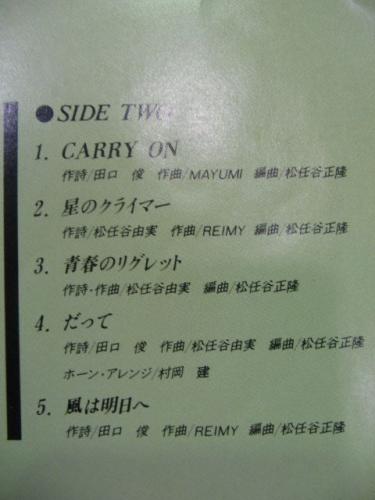 ●SIDE TWO
1. CARRY ON
作詩/田口 俊 作曲/MAYUMI 編曲/松任谷正隆
2. 星のクライマー
作詩/松任谷由実 作曲/REIMY 編曲/松任谷正隆
3. 青春のリグレット
作詩・作曲/松任谷由実 編曲/松任谷正隆
4. だって
作詩/田口 俊 作曲/松任谷由実 編曲/松任谷正隆
ホーン・アレンジ/村岡 建
5. 風は明日へ
作詩/田口 俊 作曲/REIMY 編曲/松任谷正隆